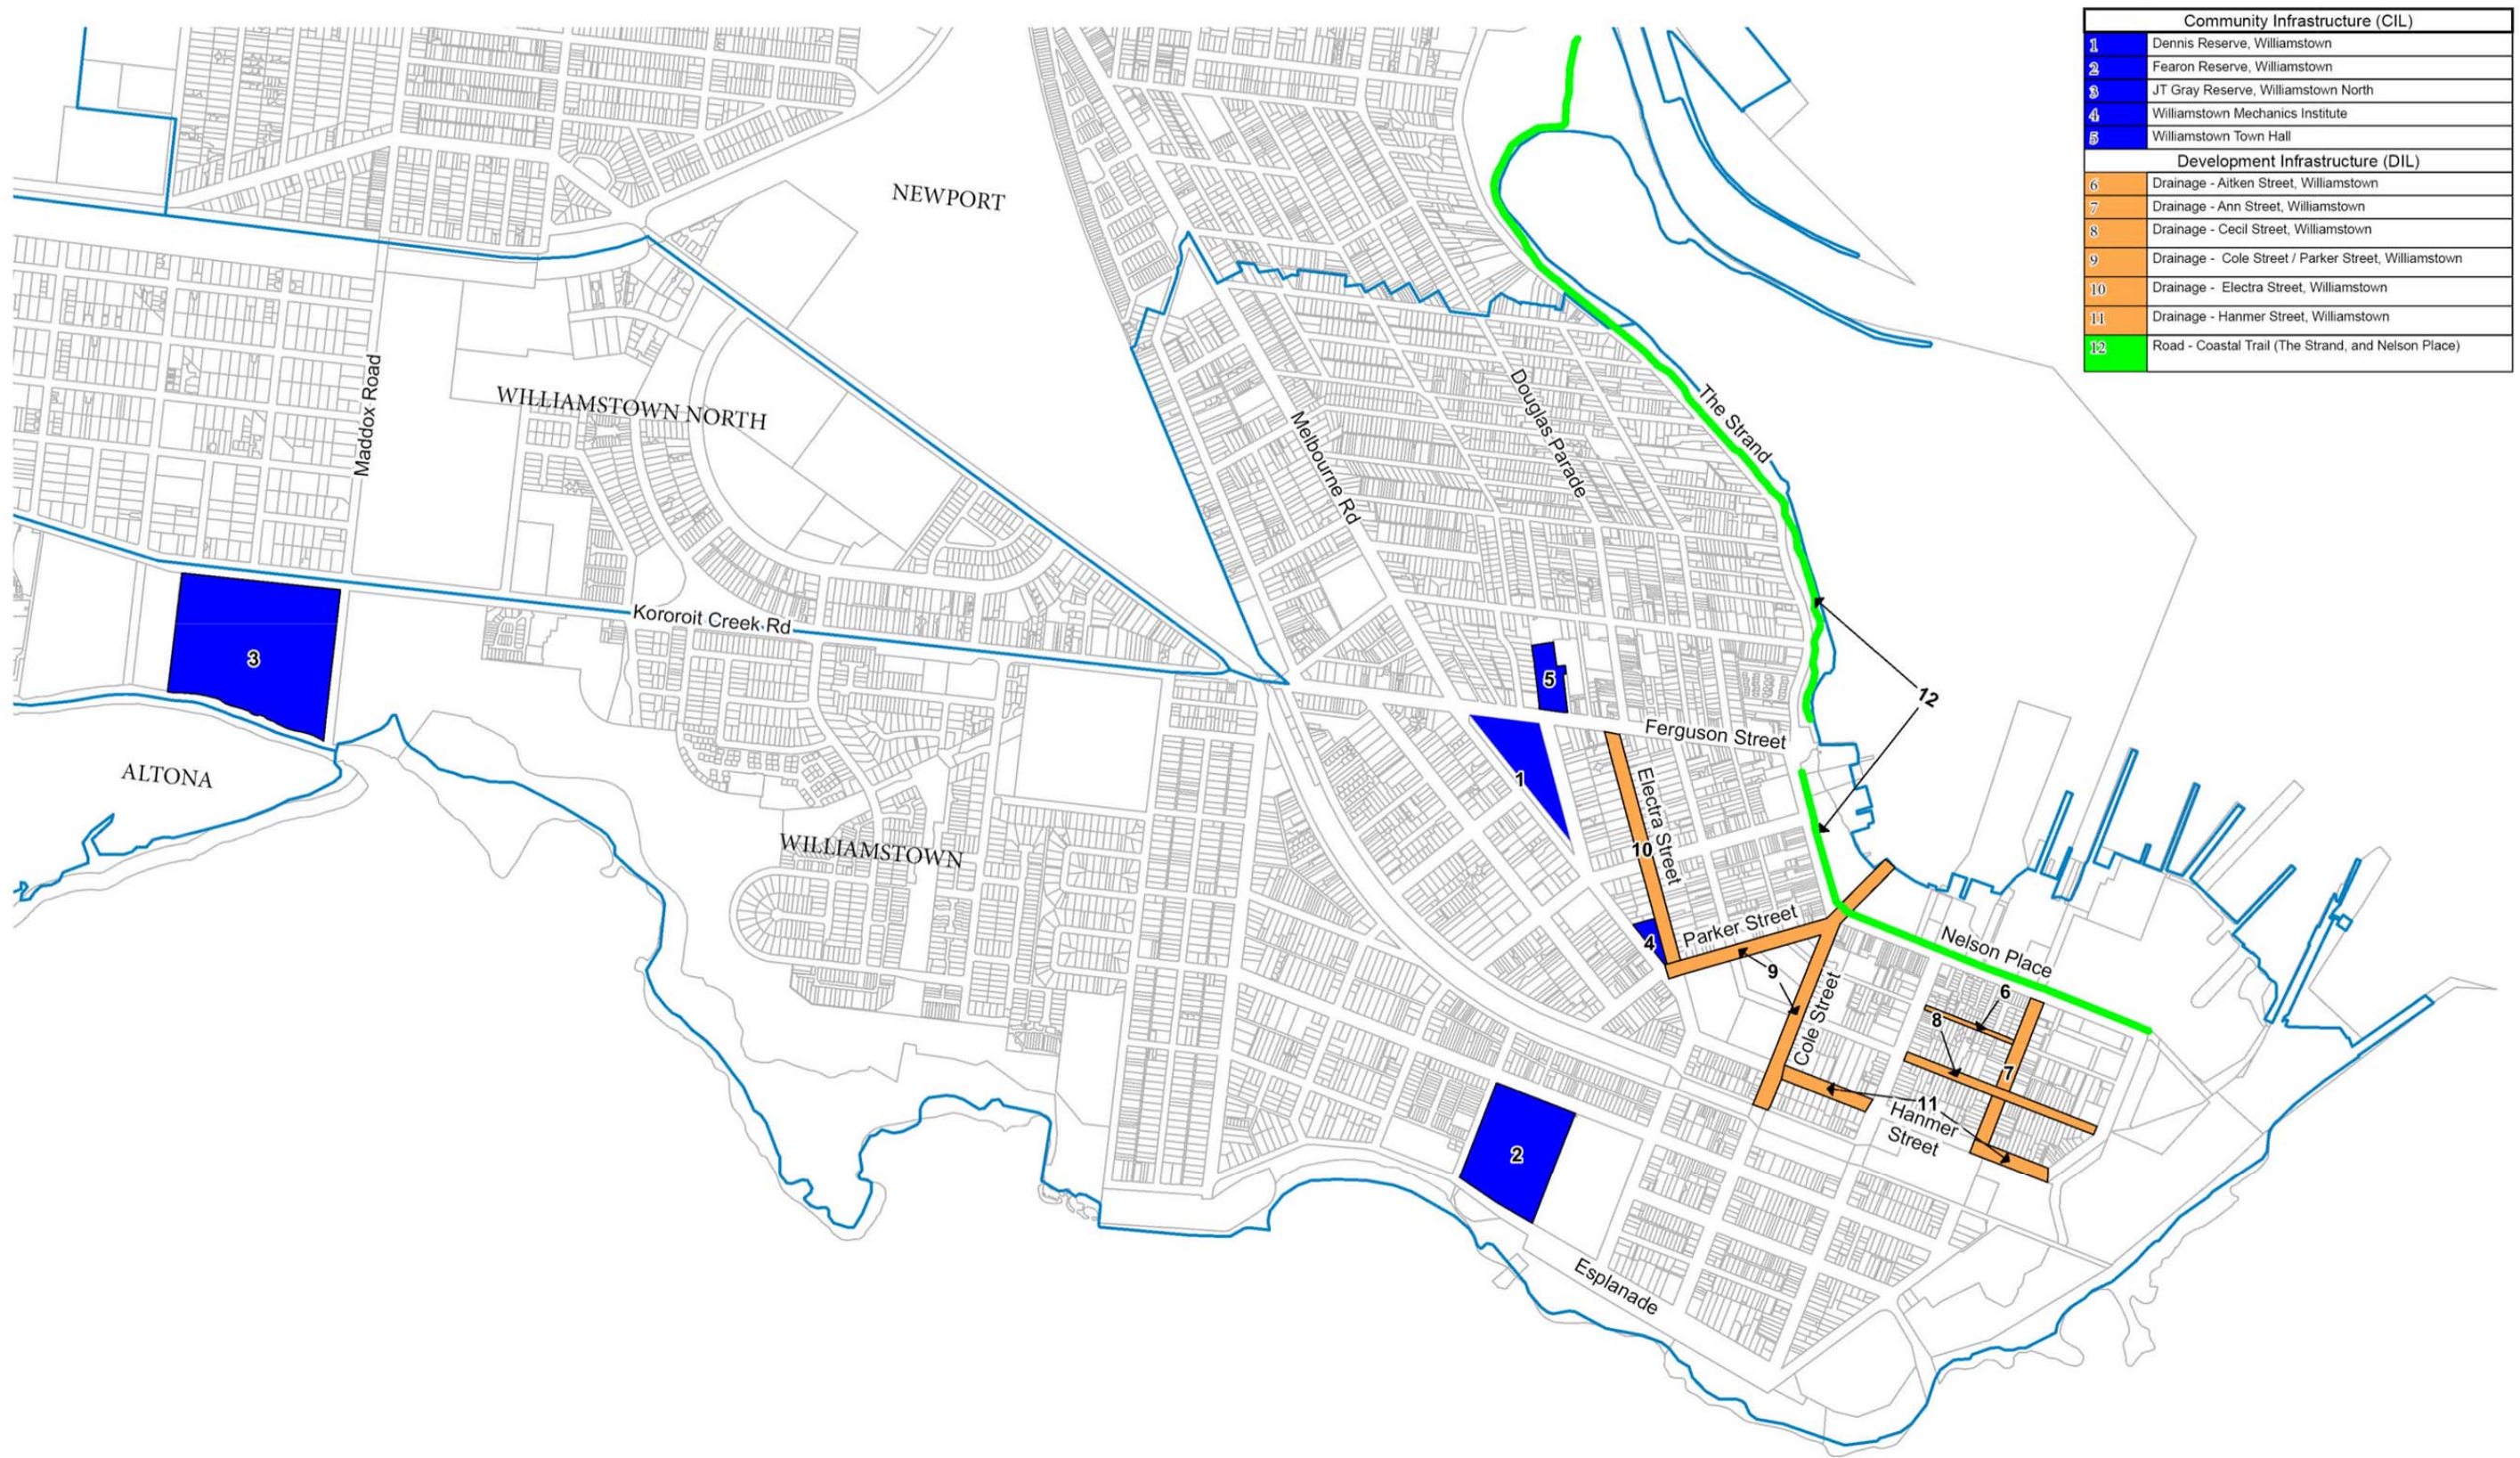 Community Infrastructure (CIL)
1 Dennis Reserve, Williamstown
2 Fearon Reserve, Williamstown
3 JT Gray Reserve, Williamstown North
4 Williamstown Mechanics Institute
5 Williamstown Town Hall
Development Infrastructure (DIL)
6 Drainage - Aitken Street, Williamstown
7 Drainage - Ann Street, Williamstown
8 Drainage - Cecil Street, Williamstown
9 Drainage - Cole Street / Parker Street, Williamstown
10 Drainage - Electra Street, Williamstown
11 Drainage - Hanmer Street, Williamstown
12 Road - Coastal Trail (The Strand, and Nelson Place)
NEWPORT
WILLIAMSTOWN NORTH
Maddox Road
Melbourne Rd
Douglas Parade
The Strand
Kororoit Creek Rd
3
5
12
Ferguson Street
ALTONA
1
Electra Street
10
WILLIAMSTOWN
4
Parker Street
9
Nelson Place
Cole Street
6
8
7
11
Hanmer
Street
2
Esplanade